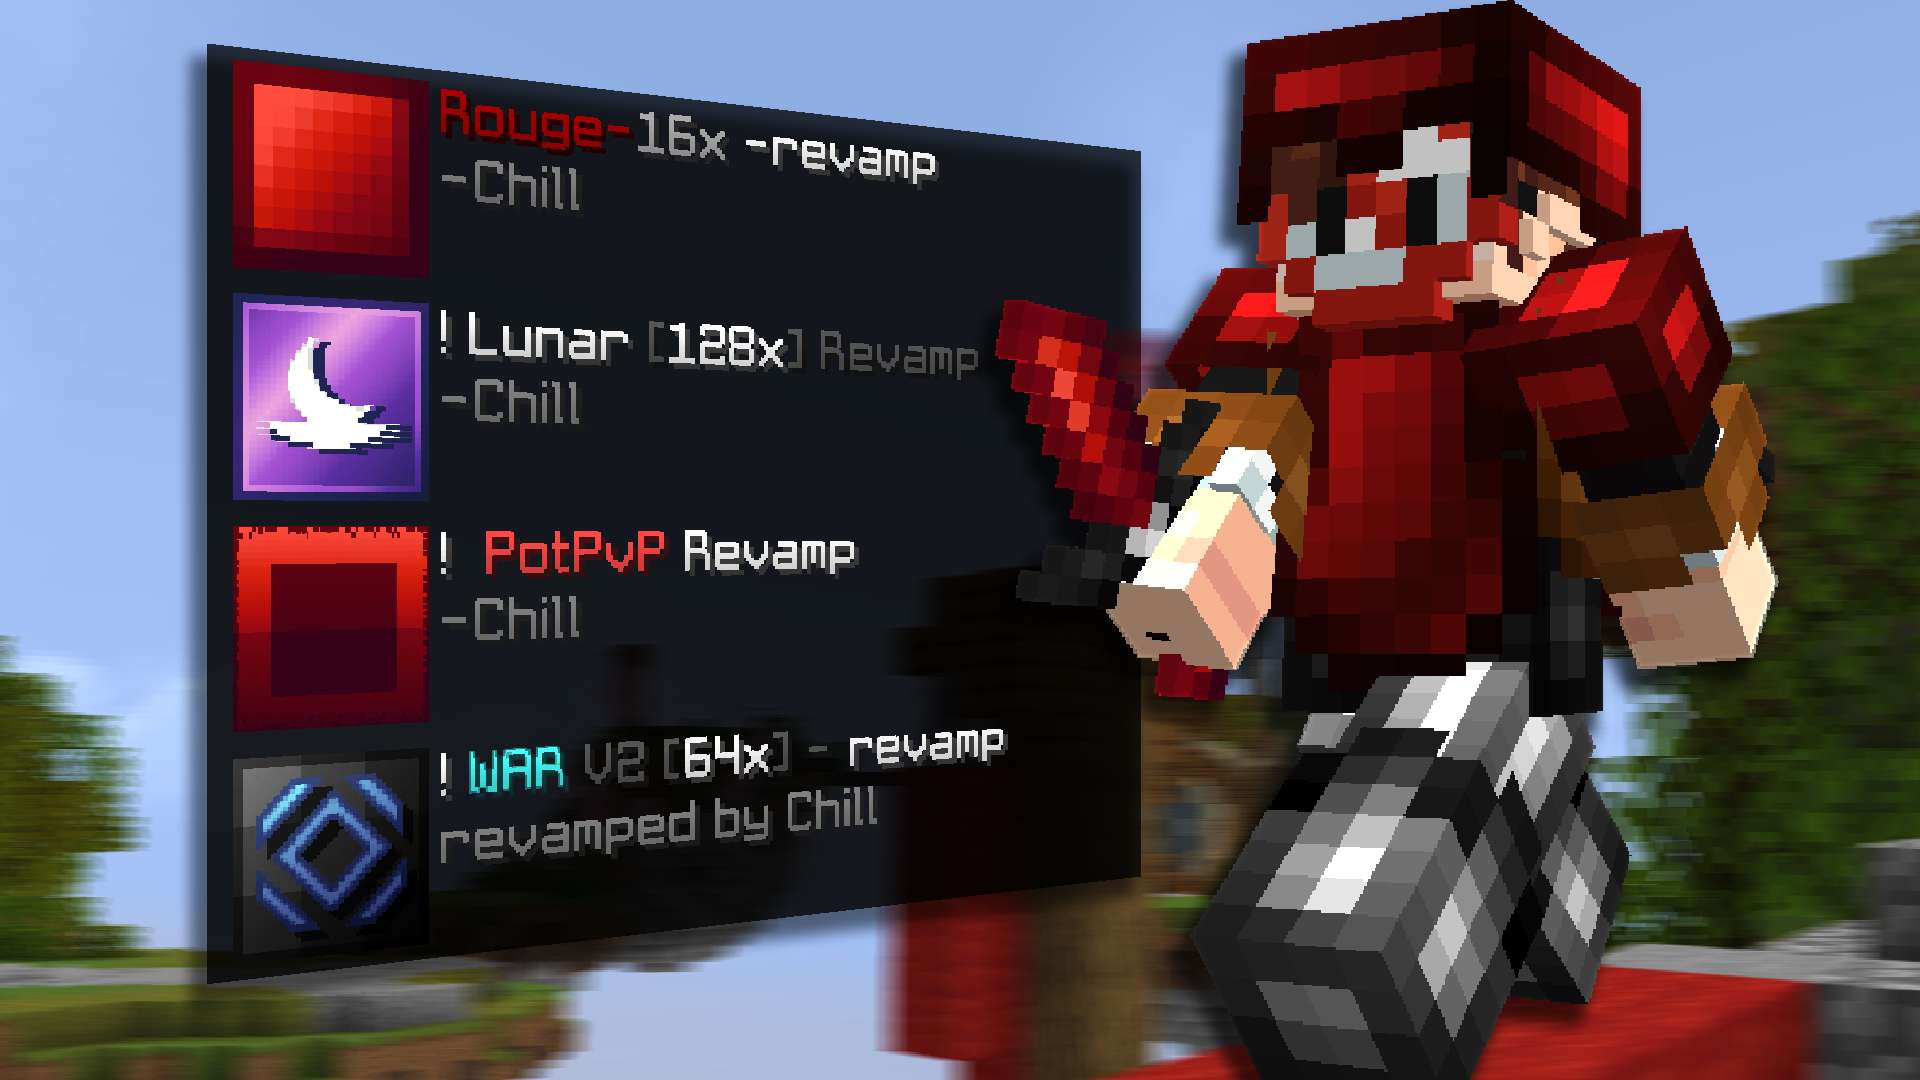 Rouge-16x -revamp
-Chill
! Lunar [128x] Revamp
-Chill
! PotPvP Revamp
-Chill
! WAR V2 [64x] - revamp
revamped by Chill